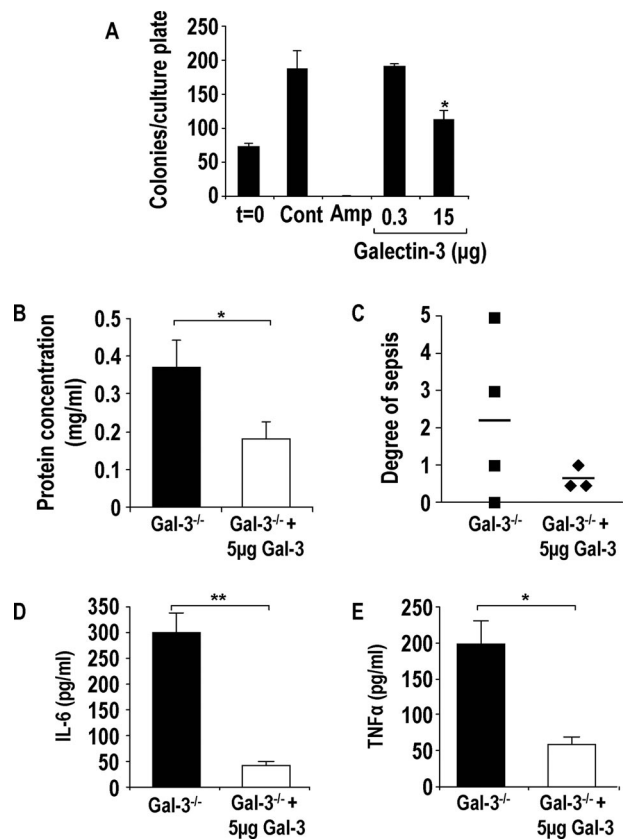 A
Colonies/culture plate
250
200
150
100
50
0
*
t=0 Cont Amp 0.3 15
Galectin-3 (µg)
B
Protein concentration
(mg/ml)
0.5
0.4
0.3
0.2
0.1
0
*
Gal-3-/- Gal-3-/- +
5µg Gal-3
C
Degree of sepsis
5
4
3
2
1
0
Gal-3-/- Gal-3-/- +
5µg Gal-3
D
IL-6 (pg/ml)
350
300
250
200
150
100
50
0
**
Gal-3-/- Gal-3-/- +
5µg Gal-3
E
TNFα (pg/ml)
250
200
150
100
50
0
*
Gal-3-/- Gal-3-/- +
5µg Gal-3